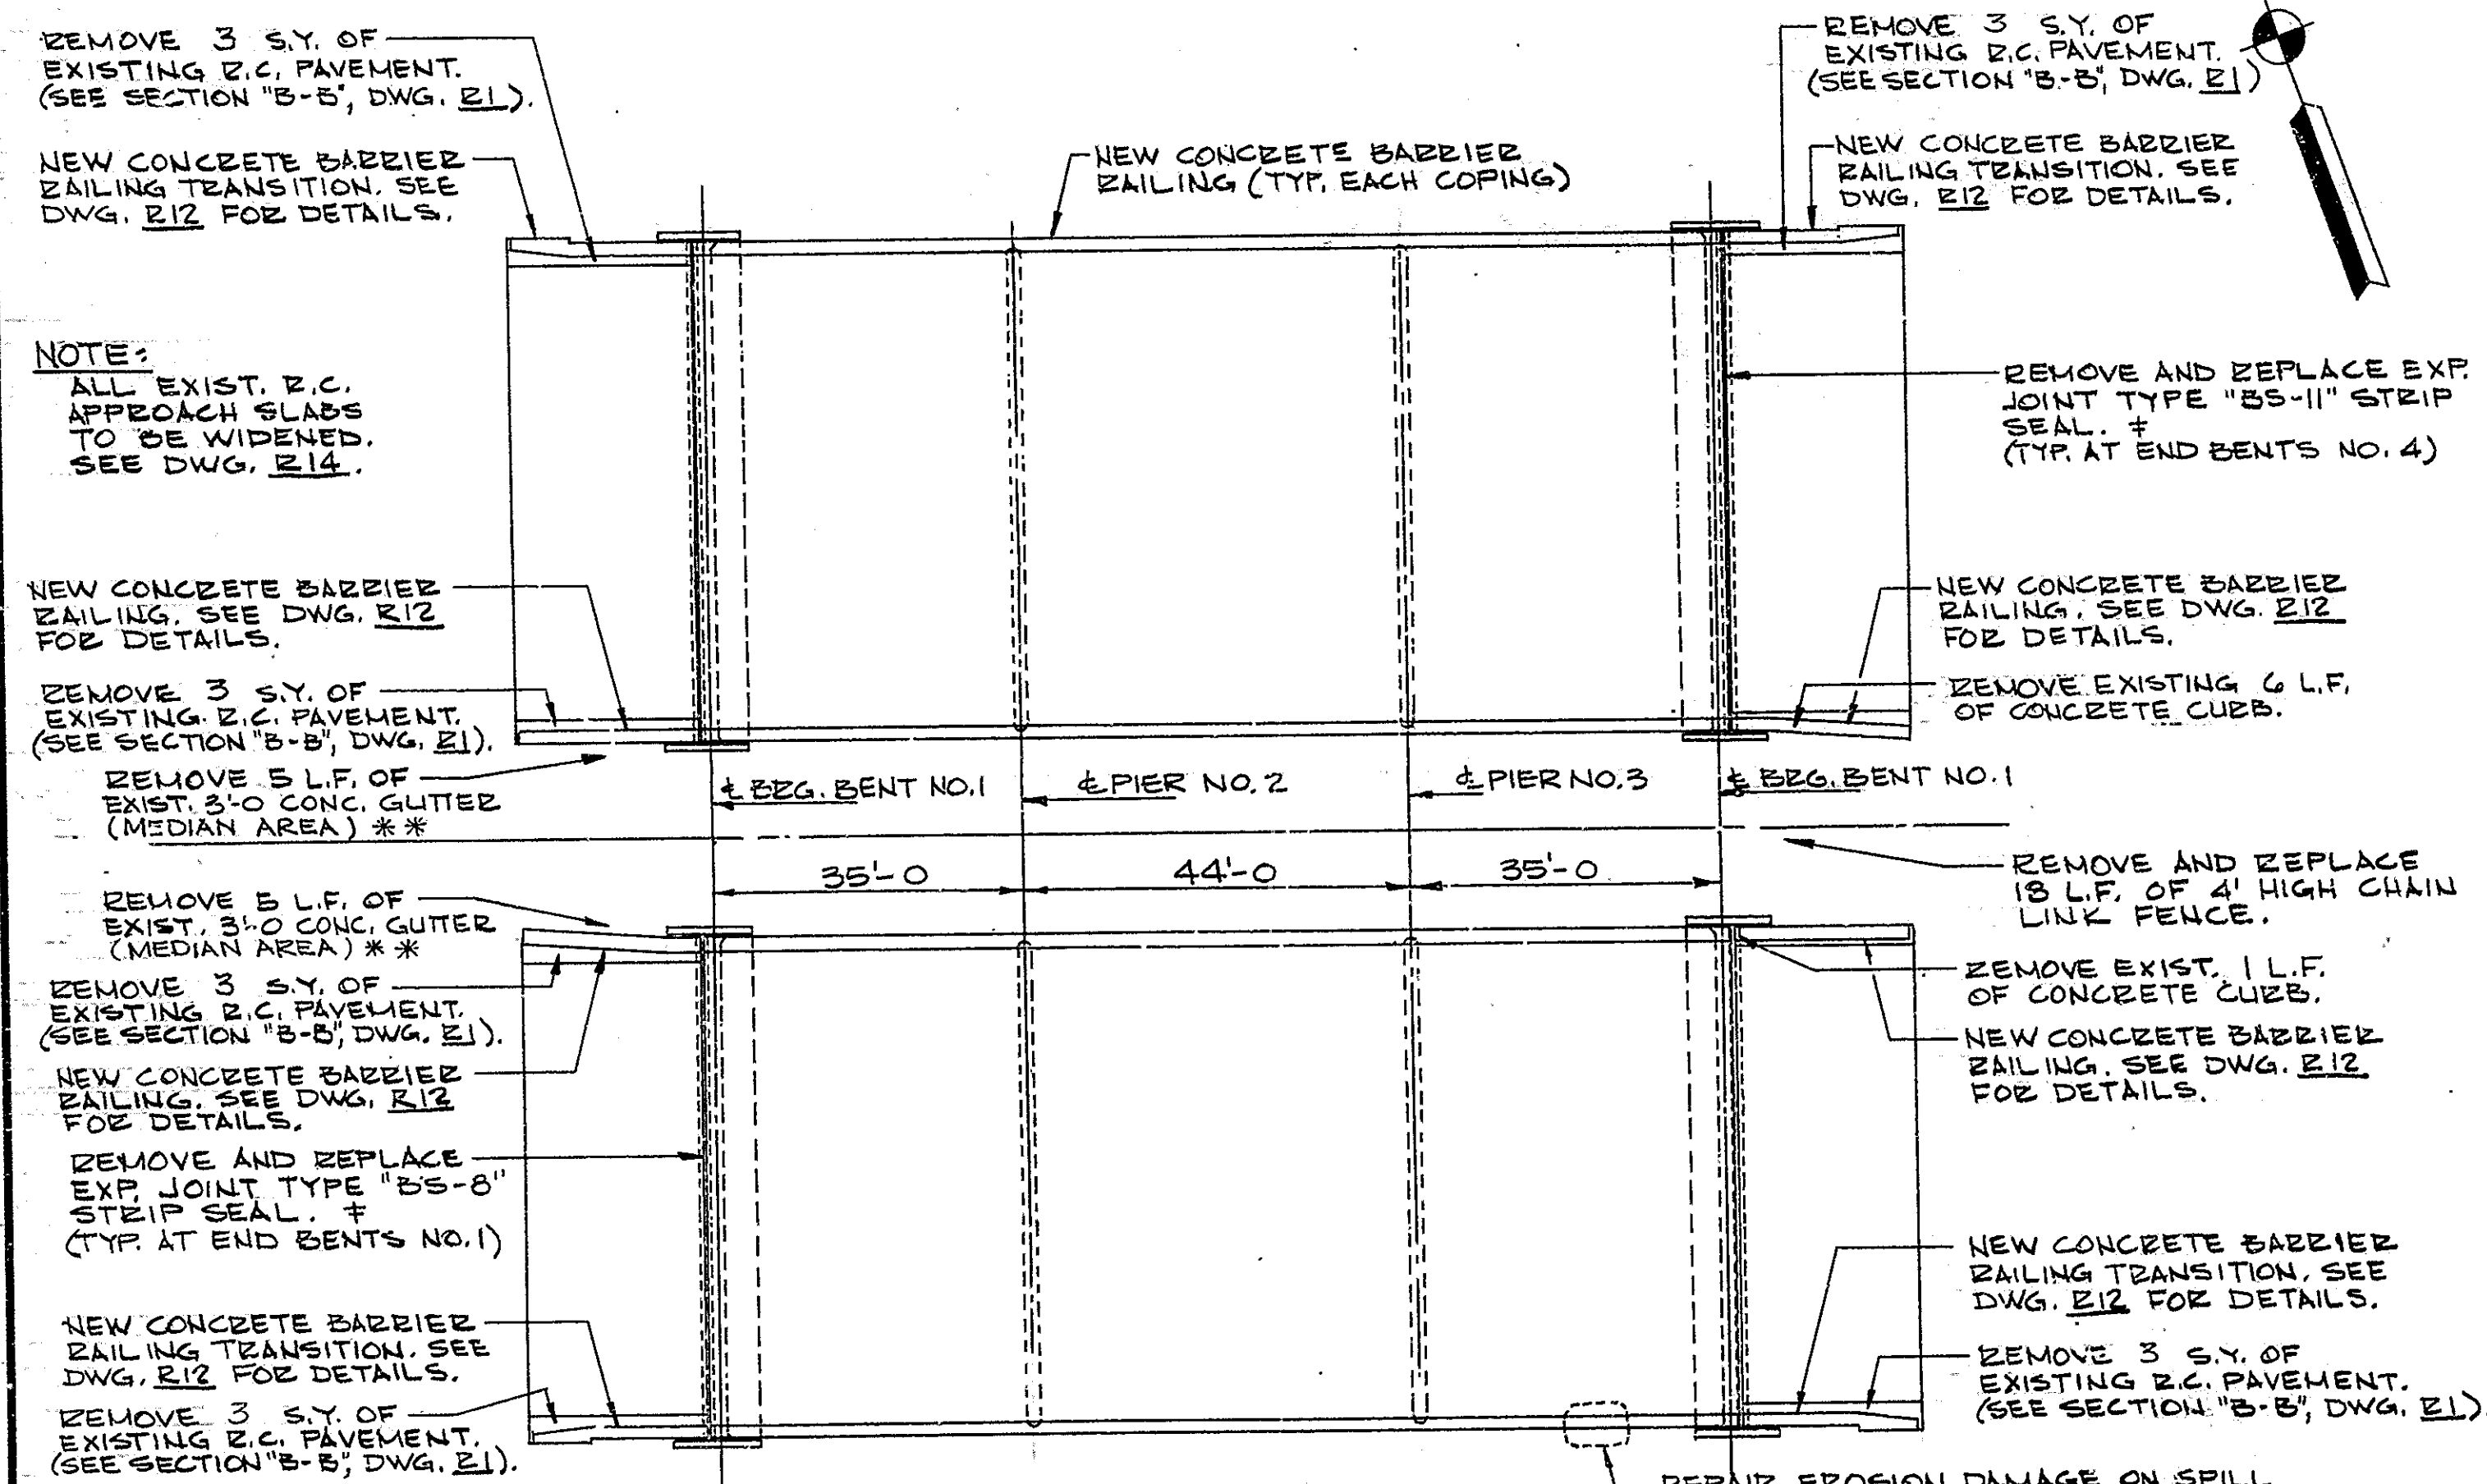 REMOVE 3 S.Y. OF
EXISTING R.C. PAVEMENT.
(SEE SECTION "B-B", DWG. R1).
NEW CONCRETE BARRIER
RAILING TRANSITION. SEE
DWG. R12 FOR DETAILS.
NOTE:
ALL EXIST. R.C.
APPROACH SLABS
TO BE WIDENED.
SEE DWG. R14.
NEW CONCRETE BARRIER
RAILING. SEE DWG. R12
FOR DETAILS.
REMOVE 3 S.Y. OF
EXISTING R.C. PAVEMENT.
(SEE SECTION "B-B", DWG. R1).
REMOVE 5 L.F. OF
EXIST. 3'-0 CONC. GUTTER
(MEDIAN AREA) **
REMOVE 5 L.F. OF
EXIST. 3'-0 CONC. GUTTER
(MEDIAN AREA) **
REMOVE 3 S.Y. OF
EXISTING R.C. PAVEMENT.
(SEE SECTION "B-B", DWG. R1).
NEW CONCRETE BARRIER
RAILING. SEE DWG. R12
FOR DETAILS.
REMOVE AND REPLACE
EXP. JOINT TYPE "BS-8"
STRIP SEAL. ‡
(TYP. AT END BENTS NO. 1)
NEW CONCRETE BARRIER
RAILING TRANSITION. SEE
DWG. R12 FOR DETAILS.
REMOVE 3 S.Y. OF
EXISTING R.C. PAVEMENT.
(SEE SECTION "B-B", DWG. R1).
NEW CONCRETE BARRIER
RAILING (TYP. EACH COPING)
℄ BRG. BENT NO. 1
℄ PIER NO. 2
℄ PIER NO. 3
℄ BRG. BENT NO. 1
35'-0
44'-0
35'-0
REMOVE 3 S.Y. OF
EXISTING R.C. PAVEMENT.
(SEE SECTION "B-B", DWG. R1)
NEW CONCRETE BARRIER
RAILING TRANSITION. SEE
DWG. R12 FOR DETAILS.
REMOVE AND REPLACE EXP.
JOINT TYPE "BS-11" STRIP
SEAL. ‡
(TYP. AT END BENTS NO. 4)
NEW CONCRETE BARRIER
RAILING. SEE DWG. R12
FOR DETAILS.
REMOVE EXISTING 6 L.F.
OF CONCRETE CURB.
REMOVE AND REPLACE
18 L.F. OF 4' HIGH CHAIN
LINK FENCE.
REMOVE EXIST. 1 L.F.
OF CONCRETE CURB.
NEW CONCRETE BARRIER
RAILING. SEE DWG. R12
FOR DETAILS.
NEW CONCRETE BARRIER
RAILING TRANSITION. SEE
DWG. R12 FOR DETAILS.
REMOVE 3 S.Y. OF
EXISTING R.C. PAVEMENT.
(SEE SECTION "B-B", DWG. R1)
REPAIR EROSION DAMAGE ON SPILL